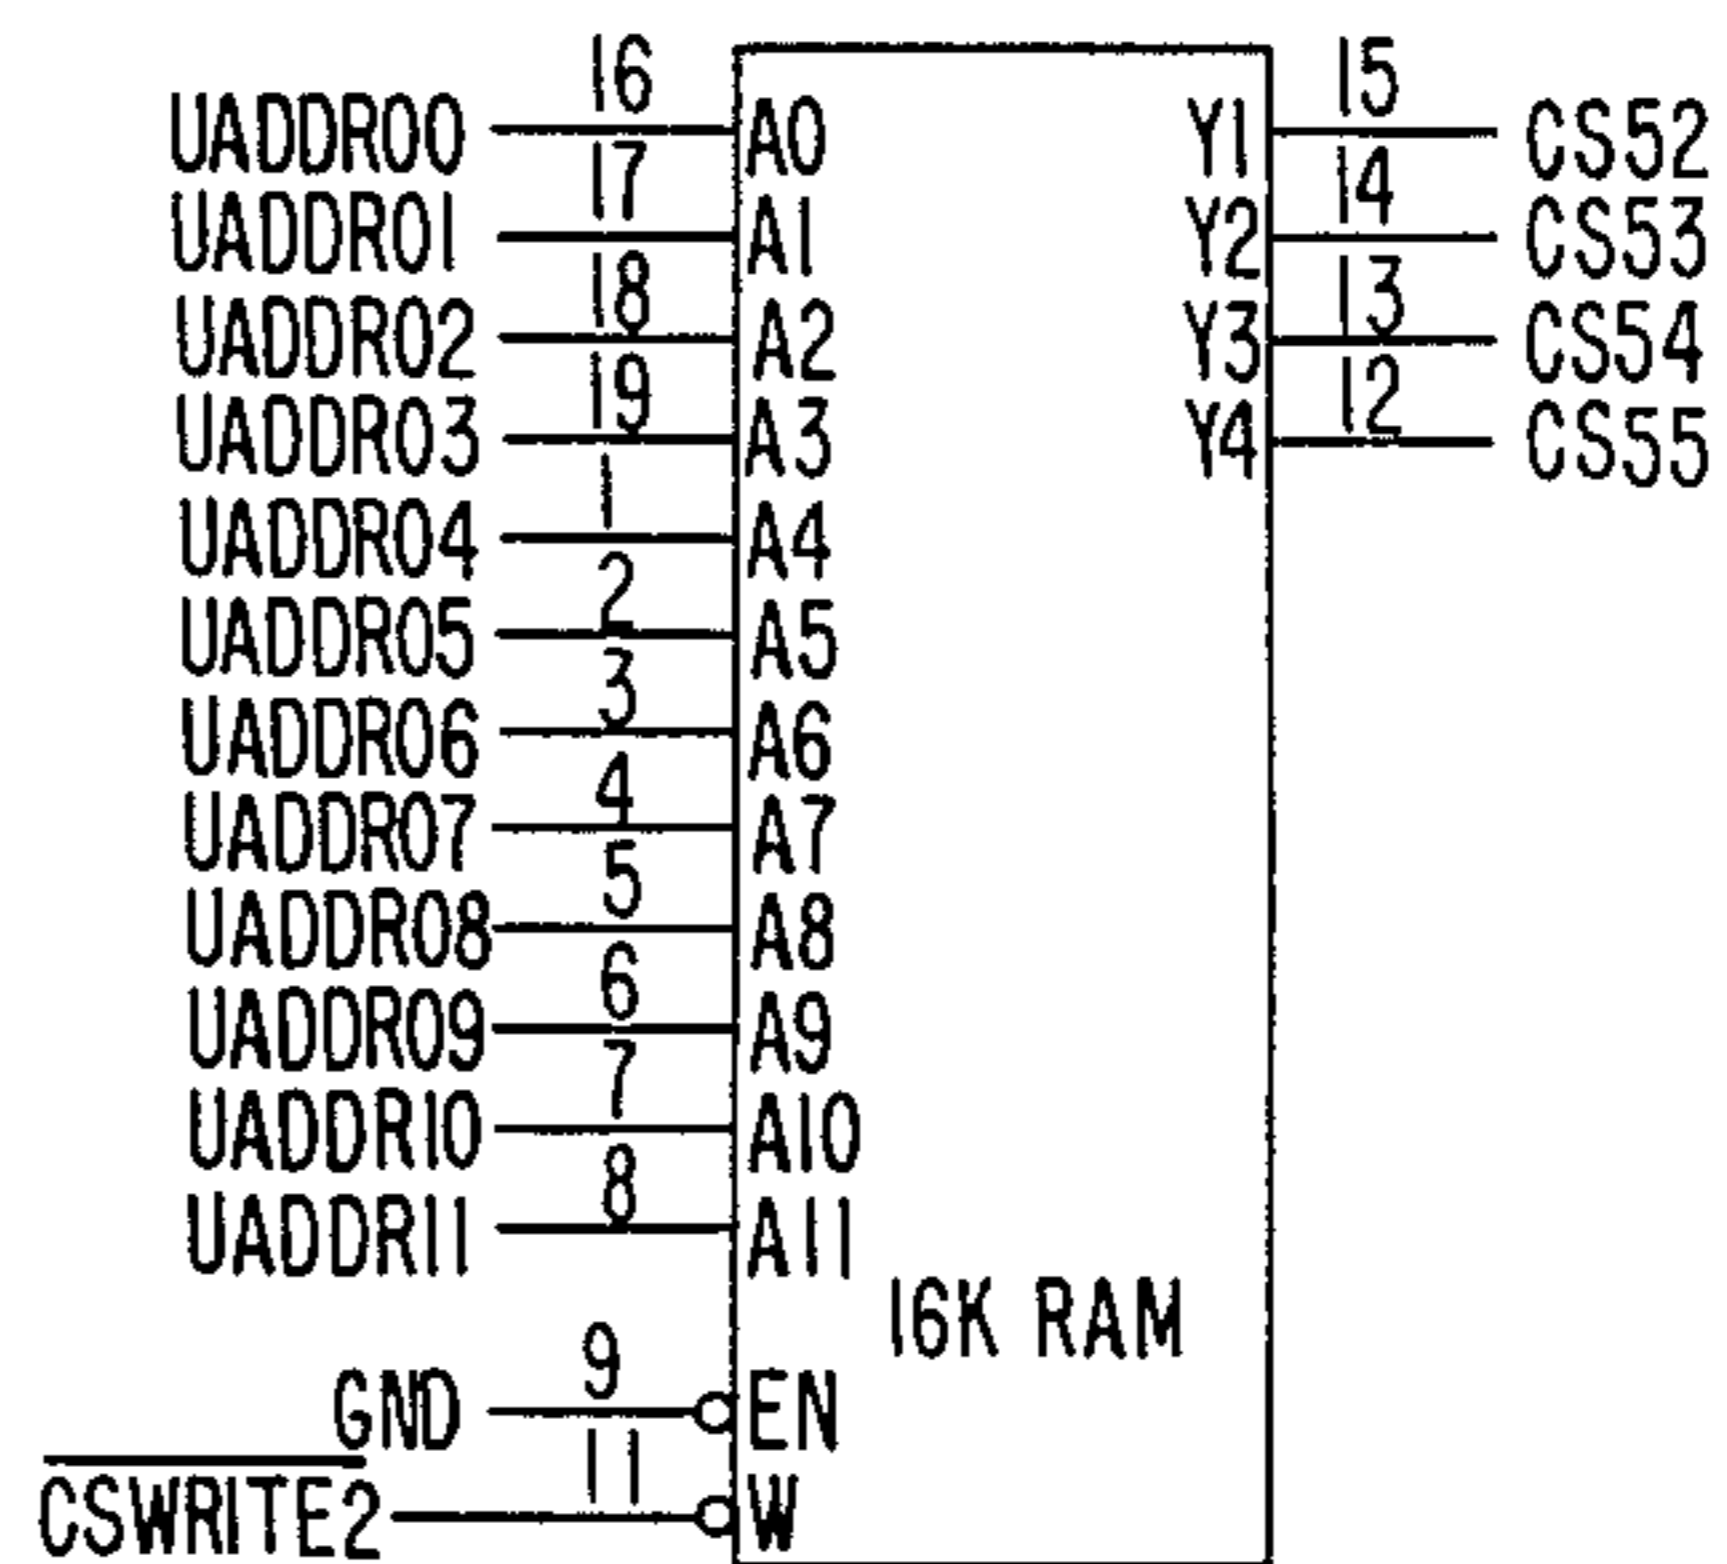 UADDR00 16 A0 Y1 15 CS52
UADDR01 17 A1 Y2 14 CS53
UADDR02 18 A2 Y3 13 CS54
UADDR03 19 A3 Y4 12 CS55
UADDR04 1 A4
UADDR05 2 A5
UADDR06 3 A6
UADDR07 4 A7
UADDR08 5 A8
UADDR09 6 A9
UADDR10 7 A10
UADDR11 8 A11
16K RAM
GND 9 EN
CSWRITE2 11 W